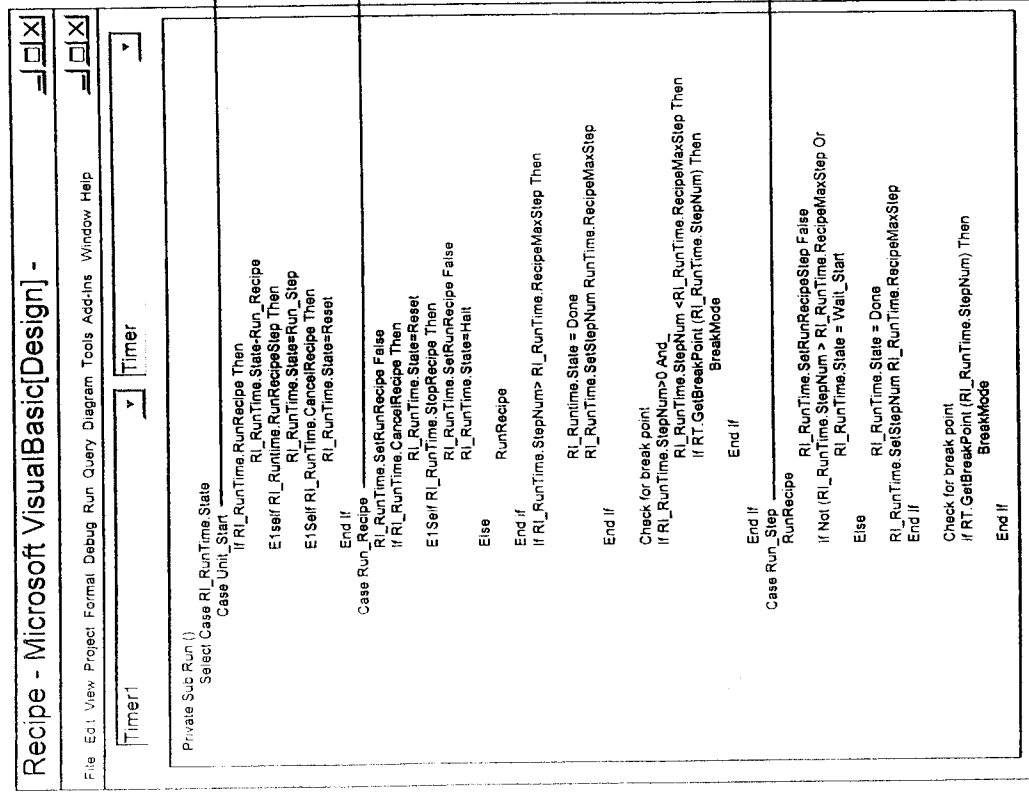 Recipe - Microsoft VisualBasic[Design] -
File Edit View Project Formal Debug Run Query Diagram Tools Add-Ins Window Help
Timer1
Timer
Private Sub Run ()
Select Case RI_RunTime.State
Case Unit_Start
If RI_RunTime.RunRecipe Then
RI_RunTime.State-Run_Recipe
E1self RI_Runtime.RunRecipeStep Then
RI_RunTime.State=Run_Step
E1Self RI_RunTime.CancelRecipe Then
RI_RunTime.State=Reset
End If
Case Run_Recipe
RI_RunTime.SetRunRecipe False
If RI_RunTime.CancelRecipe Then
RI_RunTime.State=Reset
E1Self RI_RunTime.StopRecipe Then
RI_RunTime.SetRunRecipe False
RI_RunTime.State=Halt
Else
RunRecipe
End if
If RI_RunTime.StepNum> RI_RunTime.RecipeMaxStep Then
RI_Runtime.State = Done
RI_RunTime.SetStepNum RunTime.RecipeMaxStep
End If
Check for break point
If RI_RunTime.StepNum>0 And_
RI_RunTime.StepNum <RI_RunTime.RecipeMaxStep Then
If RT.GetBreakPoint (RI_RunTime.StepNum) Then
BreakMode
End If
End If
Case Run_Step
RunRecipe
RI_RunTime.SetRunRecipeStep False
If Not (RI_RunTime.StepNum > RI_RunTime.RecipeMaxStep Or
RI_RunTime.State = Wait_Start
Else
RI_RunTime.State = Done
RI_RunTime.SetStepNum RI_RunTime.RecipeMaxStep
End If
Check for break point
If RT.GetBreakPoint (RI_RunTime.StepNum) Then
BreakMode
End If